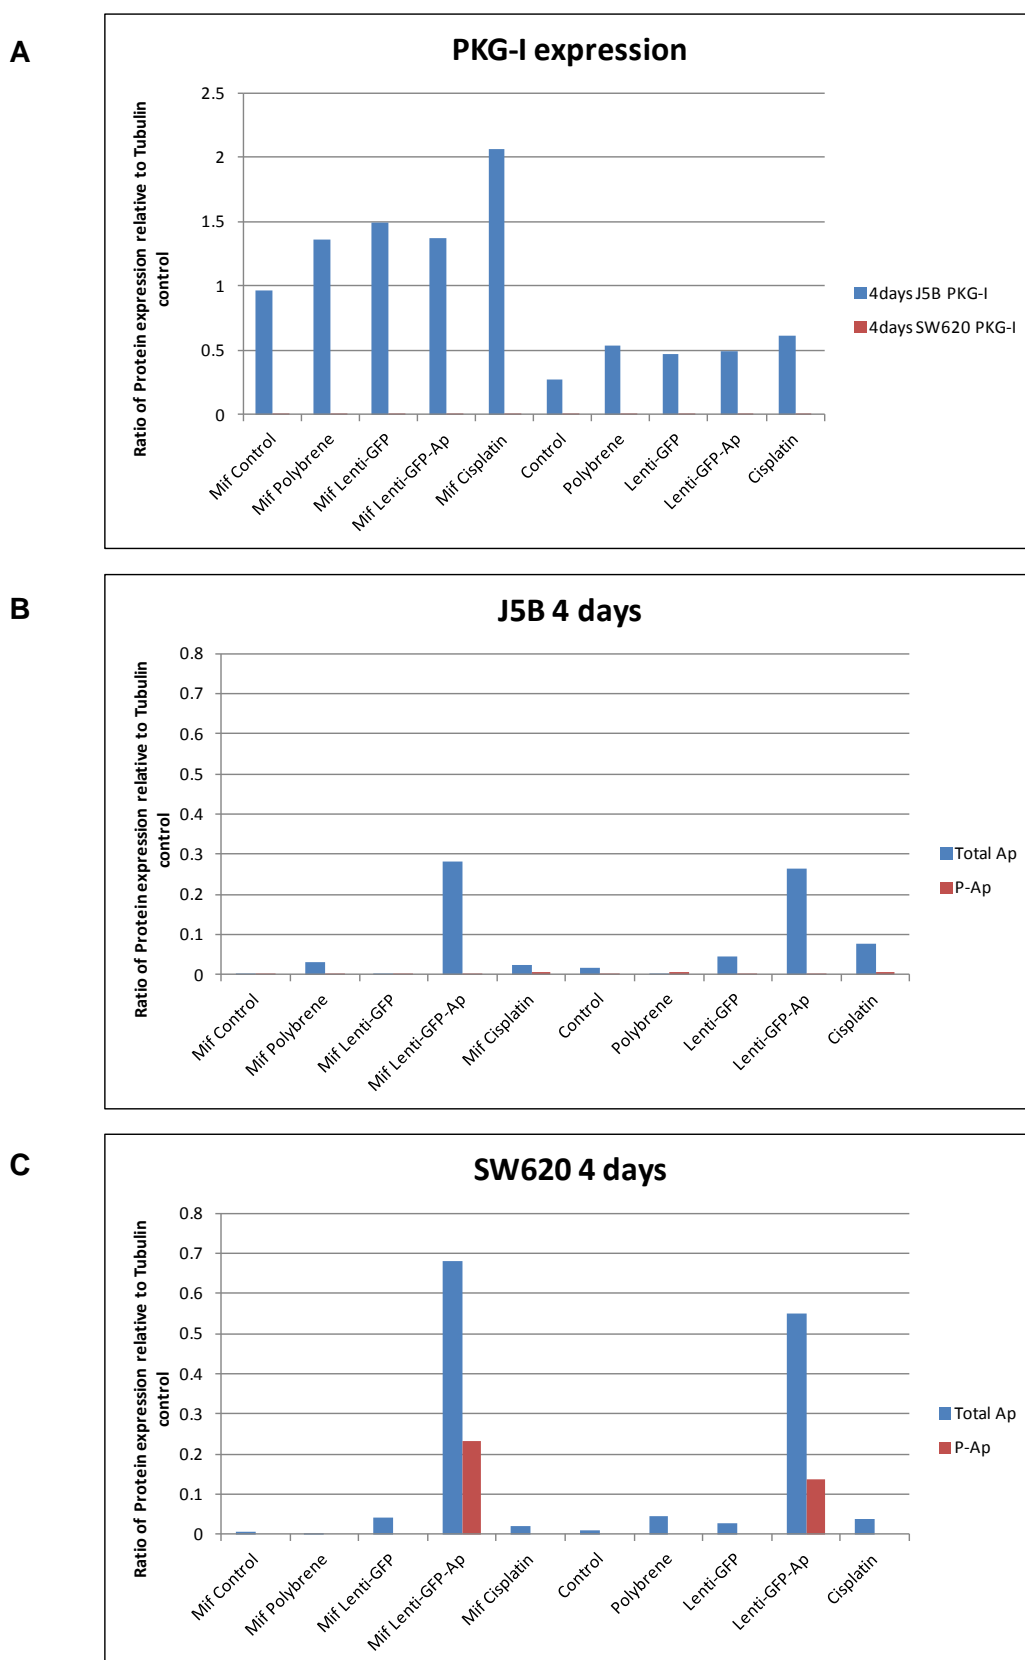 A
PKG-I expression
Ratio of Protein expression relative to Tubulin
control
2.5
2
1.5
1
0.5
0
Mif Control
Mif Polybrene
Mif Lenti-GFP
Mif Lenti-GFP-Ap
Mif Cisplatin
Control
Polybrene
Lenti-GFP
Lenti-GFP-Ap
Cisplatin
4days J5B PKG-I
4days SW620 PKG-I
B
J5B 4 days
Ratio of Protein expression relative to Tubulin
control
0.8
0.7
0.6
0.5
0.4
0.3
0.2
0.1
0
Mif Control
Mif Polybrene
Mif Lenti-GFP
Mif Lenti-GFP-Ap
Mif Cisplatin
Control
Polybrene
Lenti-GFP
Lenti-GFP-Ap
Cisplatin
Total Ap
P-Ap
C
SW620 4 days
Ratio of Protein expression relative to Tubulin
control
0.8
0.7
0.6
0.5
0.4
0.3
0.2
0.1
0
Mif Control
Mif Polybrene
Mif Lenti-GFP
Mif Lenti-GFP-Ap
Mif Cisplatin
Control
Polybrene
Lenti-GFP
Lenti-GFP-Ap
Cisplatin
Total Ap
P-Ap